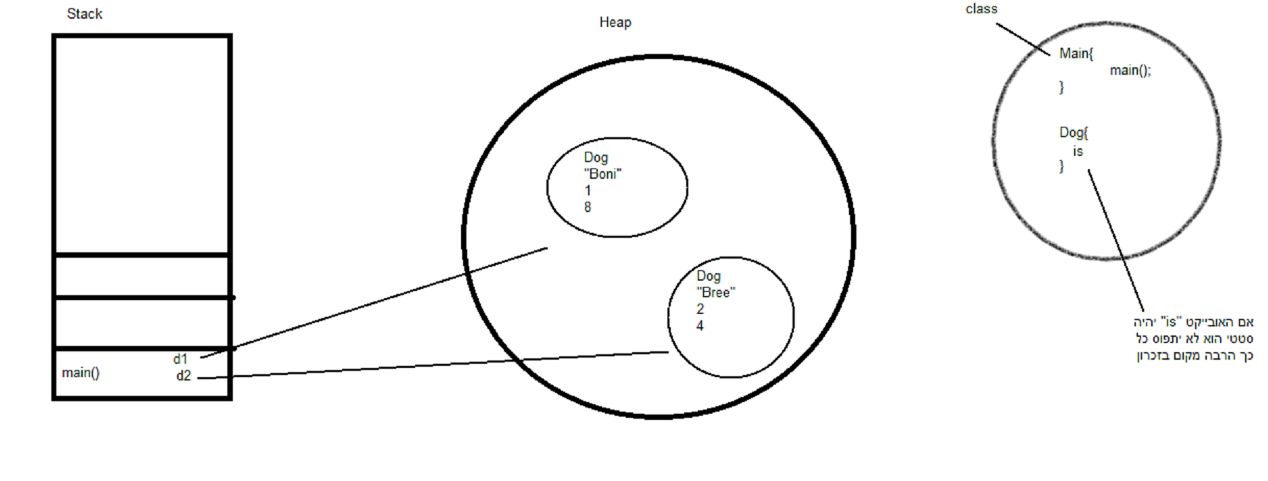 Stack
main()
d1
d2
Heap
Dog
"Boni"
1
8
Dog
"Bree"
2
4
class
Main{
main();
}
Dog{
is
}
אם האובייקט "is" יהיה
סטטי הוא לא יתפוס כל
כך הרבה מקום בזכרון